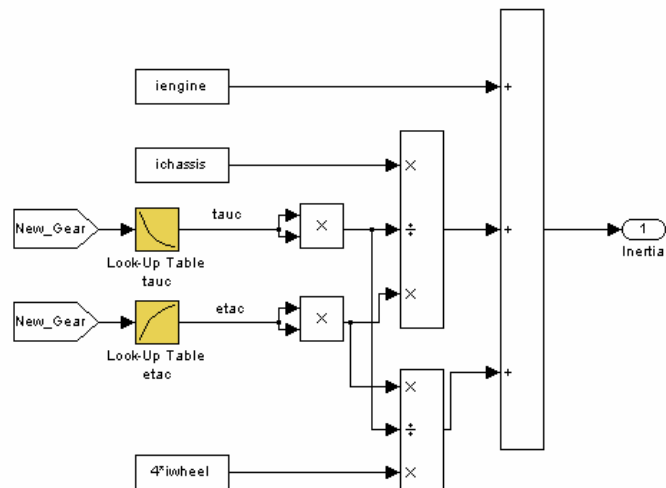 iengine
+
ichassis
×
New_Gear
tauc
×
÷
+
1
Inertia
Look-Up Table
tauc
×
New_Gear
etac
×
Look-Up Table
etac
+
×
÷
4*iwheel
×